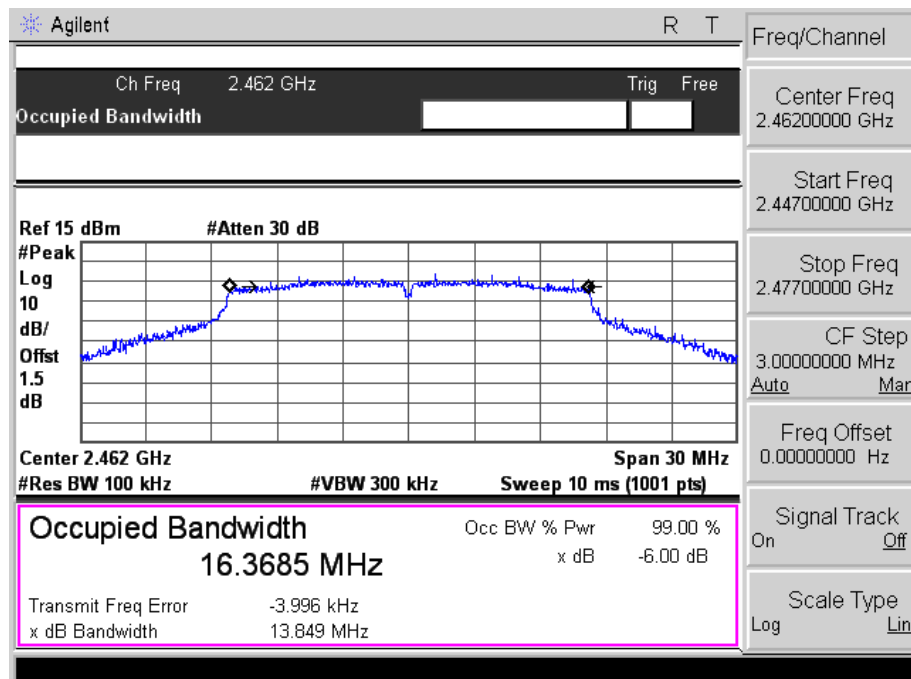 Agilent R T
Ch Freq 2.462 GHz Trig Free
Occupied Bandwidth
Ref 15 dBm #Atten 30 dB
#Peak
Log
10
dB/
Offst
1.5
dB
Center 2.462 GHz Span 30 MHz
#Res BW 100 kHz #VBW 300 kHz Sweep 10 ms (1001 pts)
Occupied Bandwidth Occ BW % Pwr 99.00 %
16.3685 MHz x dB -6.00 dB
Transmit Freq Error -3.996 kHz
x dB Bandwidth 13.849 MHz
Freq/Channel
Center Freq
2.46200000 GHz
Start Freq
2.44700000 GHz
Stop Freq
2.47700000 GHz
CF Step
3.00000000 MHz
Auto Man
Freq Offset
0.00000000 Hz
Signal Track
On Off
Scale Type
Log Lin